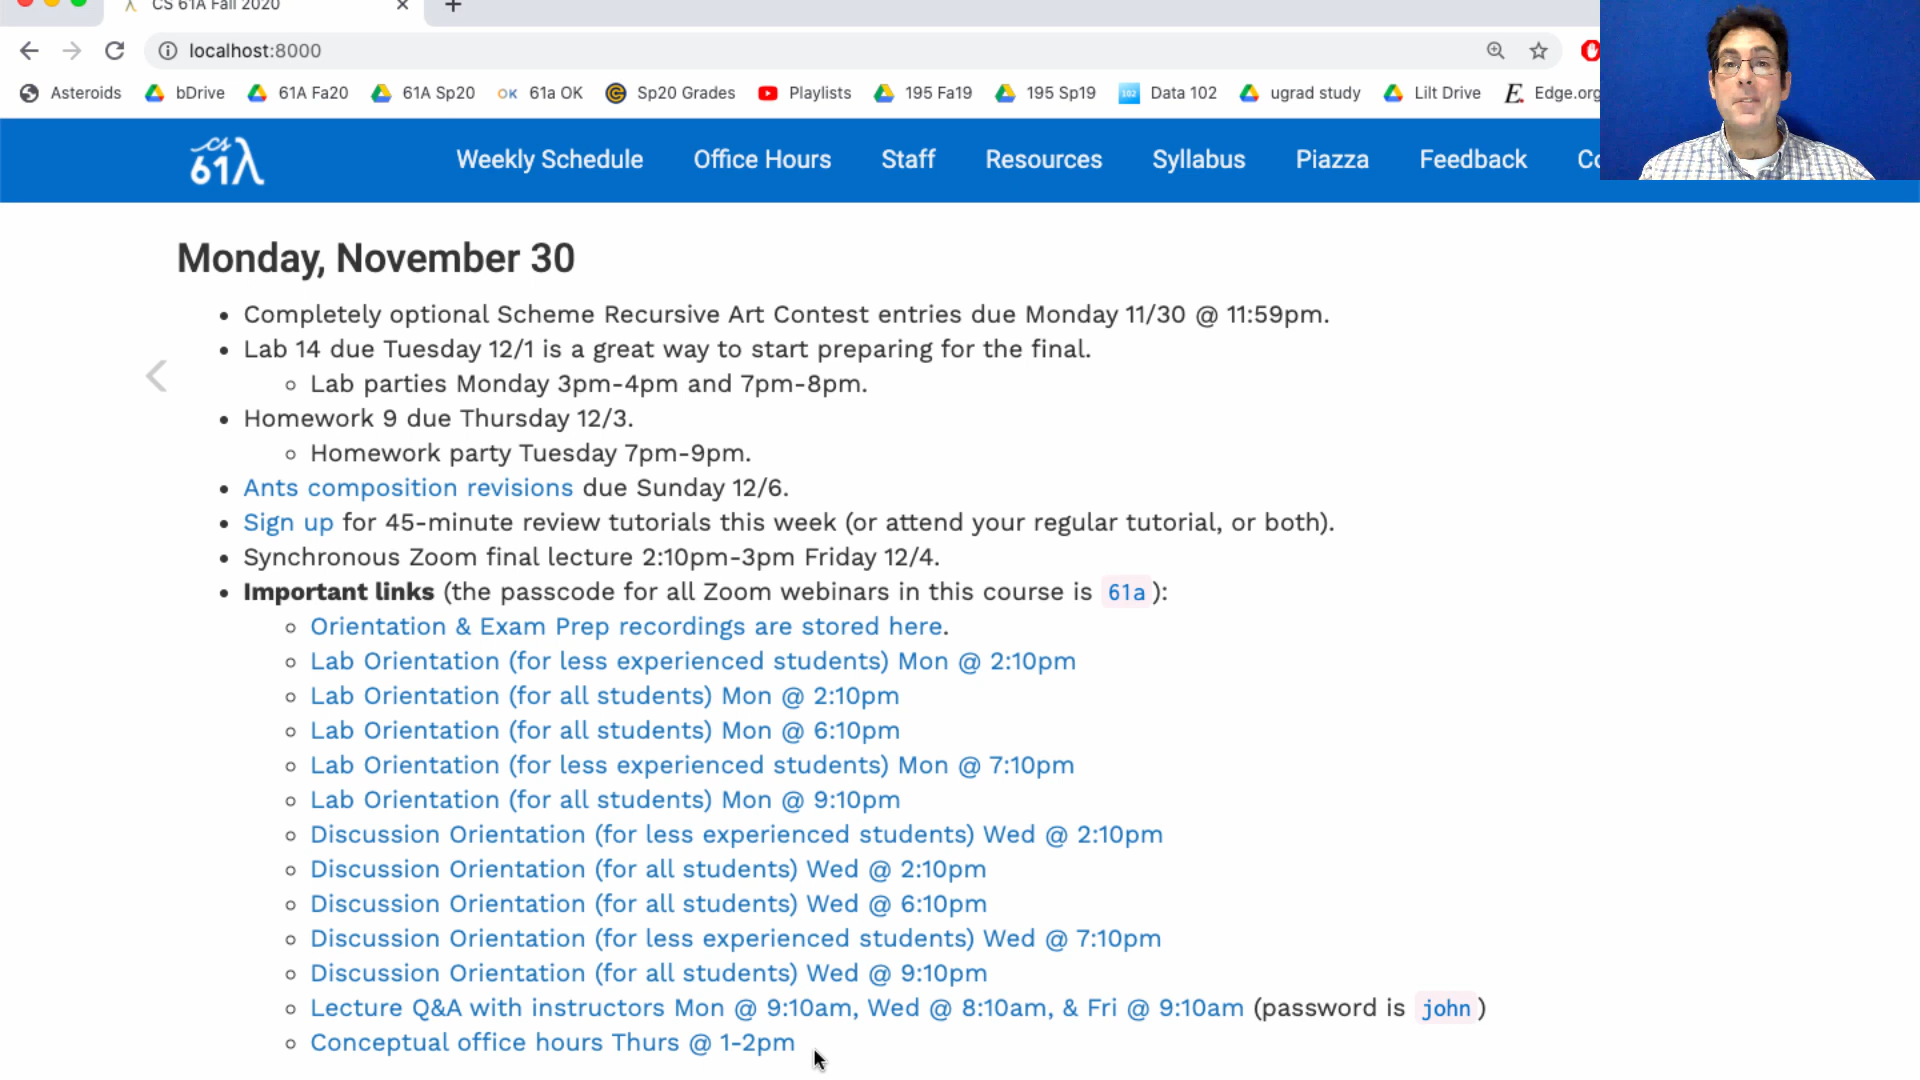 CS 61A Fall 2020
localhost:8000
Asteroids bDrive 61A Fa20 61A Sp20 OK 61a OK Sp20 Grades Playlists 195 Fa19 195 Sp19 102 Data 102 ugrad study Lilt Drive E. Edge.org
CS 61λ Weekly Schedule Office Hours Staff Resources Syllabus Piazza Feedback
Monday, November 30
Completely optional Scheme Recursive Art Contest entries due Monday 11/30 @ 11:59pm.
Lab 14 due Tuesday 12/1 is a great way to start preparing for the final.
Lab parties Monday 3pm-4pm and 7pm-8pm.
Homework 9 due Thursday 12/3.
Homework party Tuesday 7pm-9pm.
Ants composition revisions due Sunday 12/6.
Sign up for 45-minute review tutorials this week (or attend your regular tutorial, or both).
Synchronous Zoom final lecture 2:10pm-3pm Friday 12/4.
Important links (the passcode for all Zoom webinars in this course is 61a):
Orientation & Exam Prep recordings are stored here.
Lab Orientation (for less experienced students) Mon @ 2:10pm
Lab Orientation (for all students) Mon @ 2:10pm
Lab Orientation (for all students) Mon @ 6:10pm
Lab Orientation (for less experienced students) Mon @ 7:10pm
Lab Orientation (for all students) Mon @ 9:10pm
Discussion Orientation (for less experienced students) Wed @ 2:10pm
Discussion Orientation (for all students) Wed @ 2:10pm
Discussion Orientation (for all students) Wed @ 6:10pm
Discussion Orientation (for less experienced students) Wed @ 7:10pm
Discussion Orientation (for all students) Wed @ 9:10pm
Lecture Q&A with instructors Mon @ 9:10am, Wed @ 8:10am, & Fri @ 9:10am (password is john)
Conceptual office hours Thurs @ 1-2pm